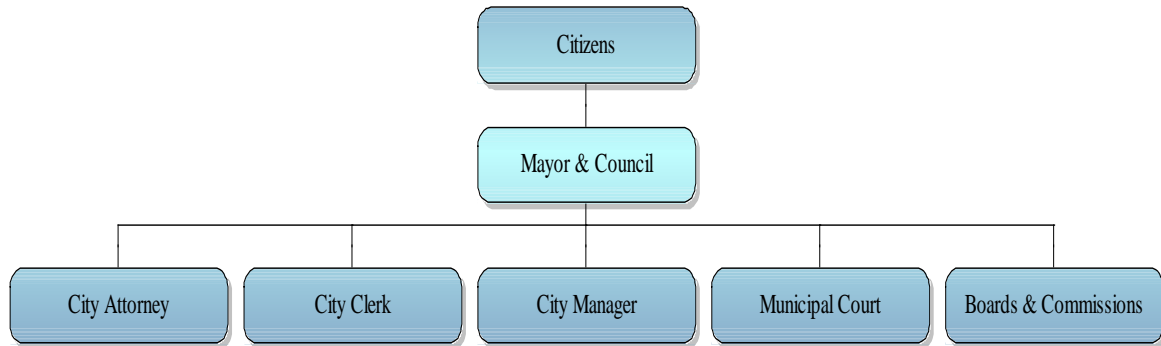 Citizens
Mayor & Council
City Attorney
City Clerk
City Manager
Municipal Court
Boards & Commissions